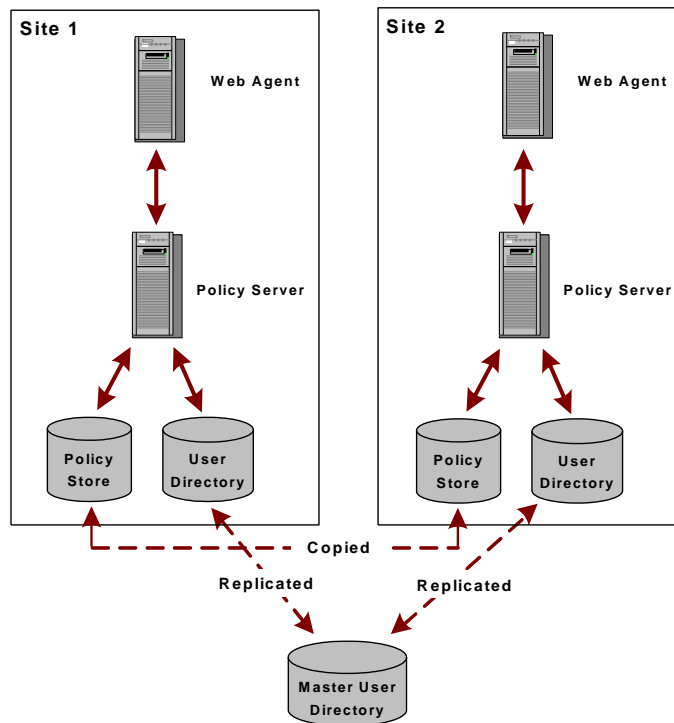 Site 1
Site 2
Web Agent
Web Agent
Policy Server
Policy Server
Policy
Store
User
Directory
Policy
Store
User
Directory
Copied
Replicated
Replicated
Master User
Directory